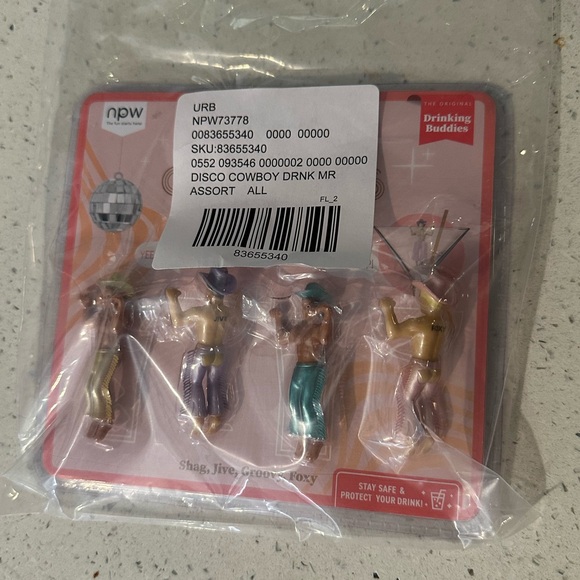 npw
URB
NPW73778
0083655340 0000 00000
SKU:83655340
0552 093546 0000002 0000 00000
DISCO COWBOY DRNK MR
ASSORT ALL
FL_2
83655340
THE ORIGINAL
Drinking
Buddies
Shag, Jive, Groove, Foxy
STAY SAFE &
PROTECT YOUR DRINK!